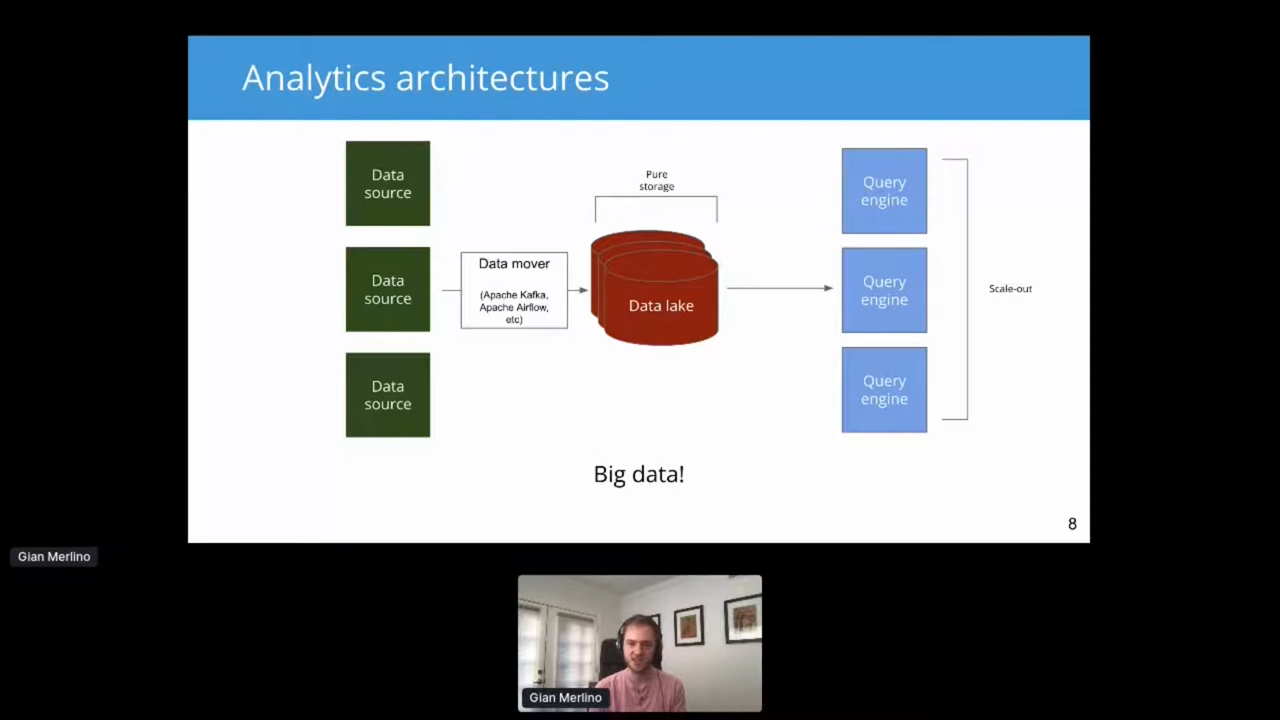 Analytics architectures
Data
source
Data
source
Data
source
Data mover
(Apache Kafka,
Apache Airflow,
etc)
Pure
storage
Data lake
Query
engine
Query
engine
Query
engine
Scale-out
Big data!
8
Gian Merlino
Gian Merlino